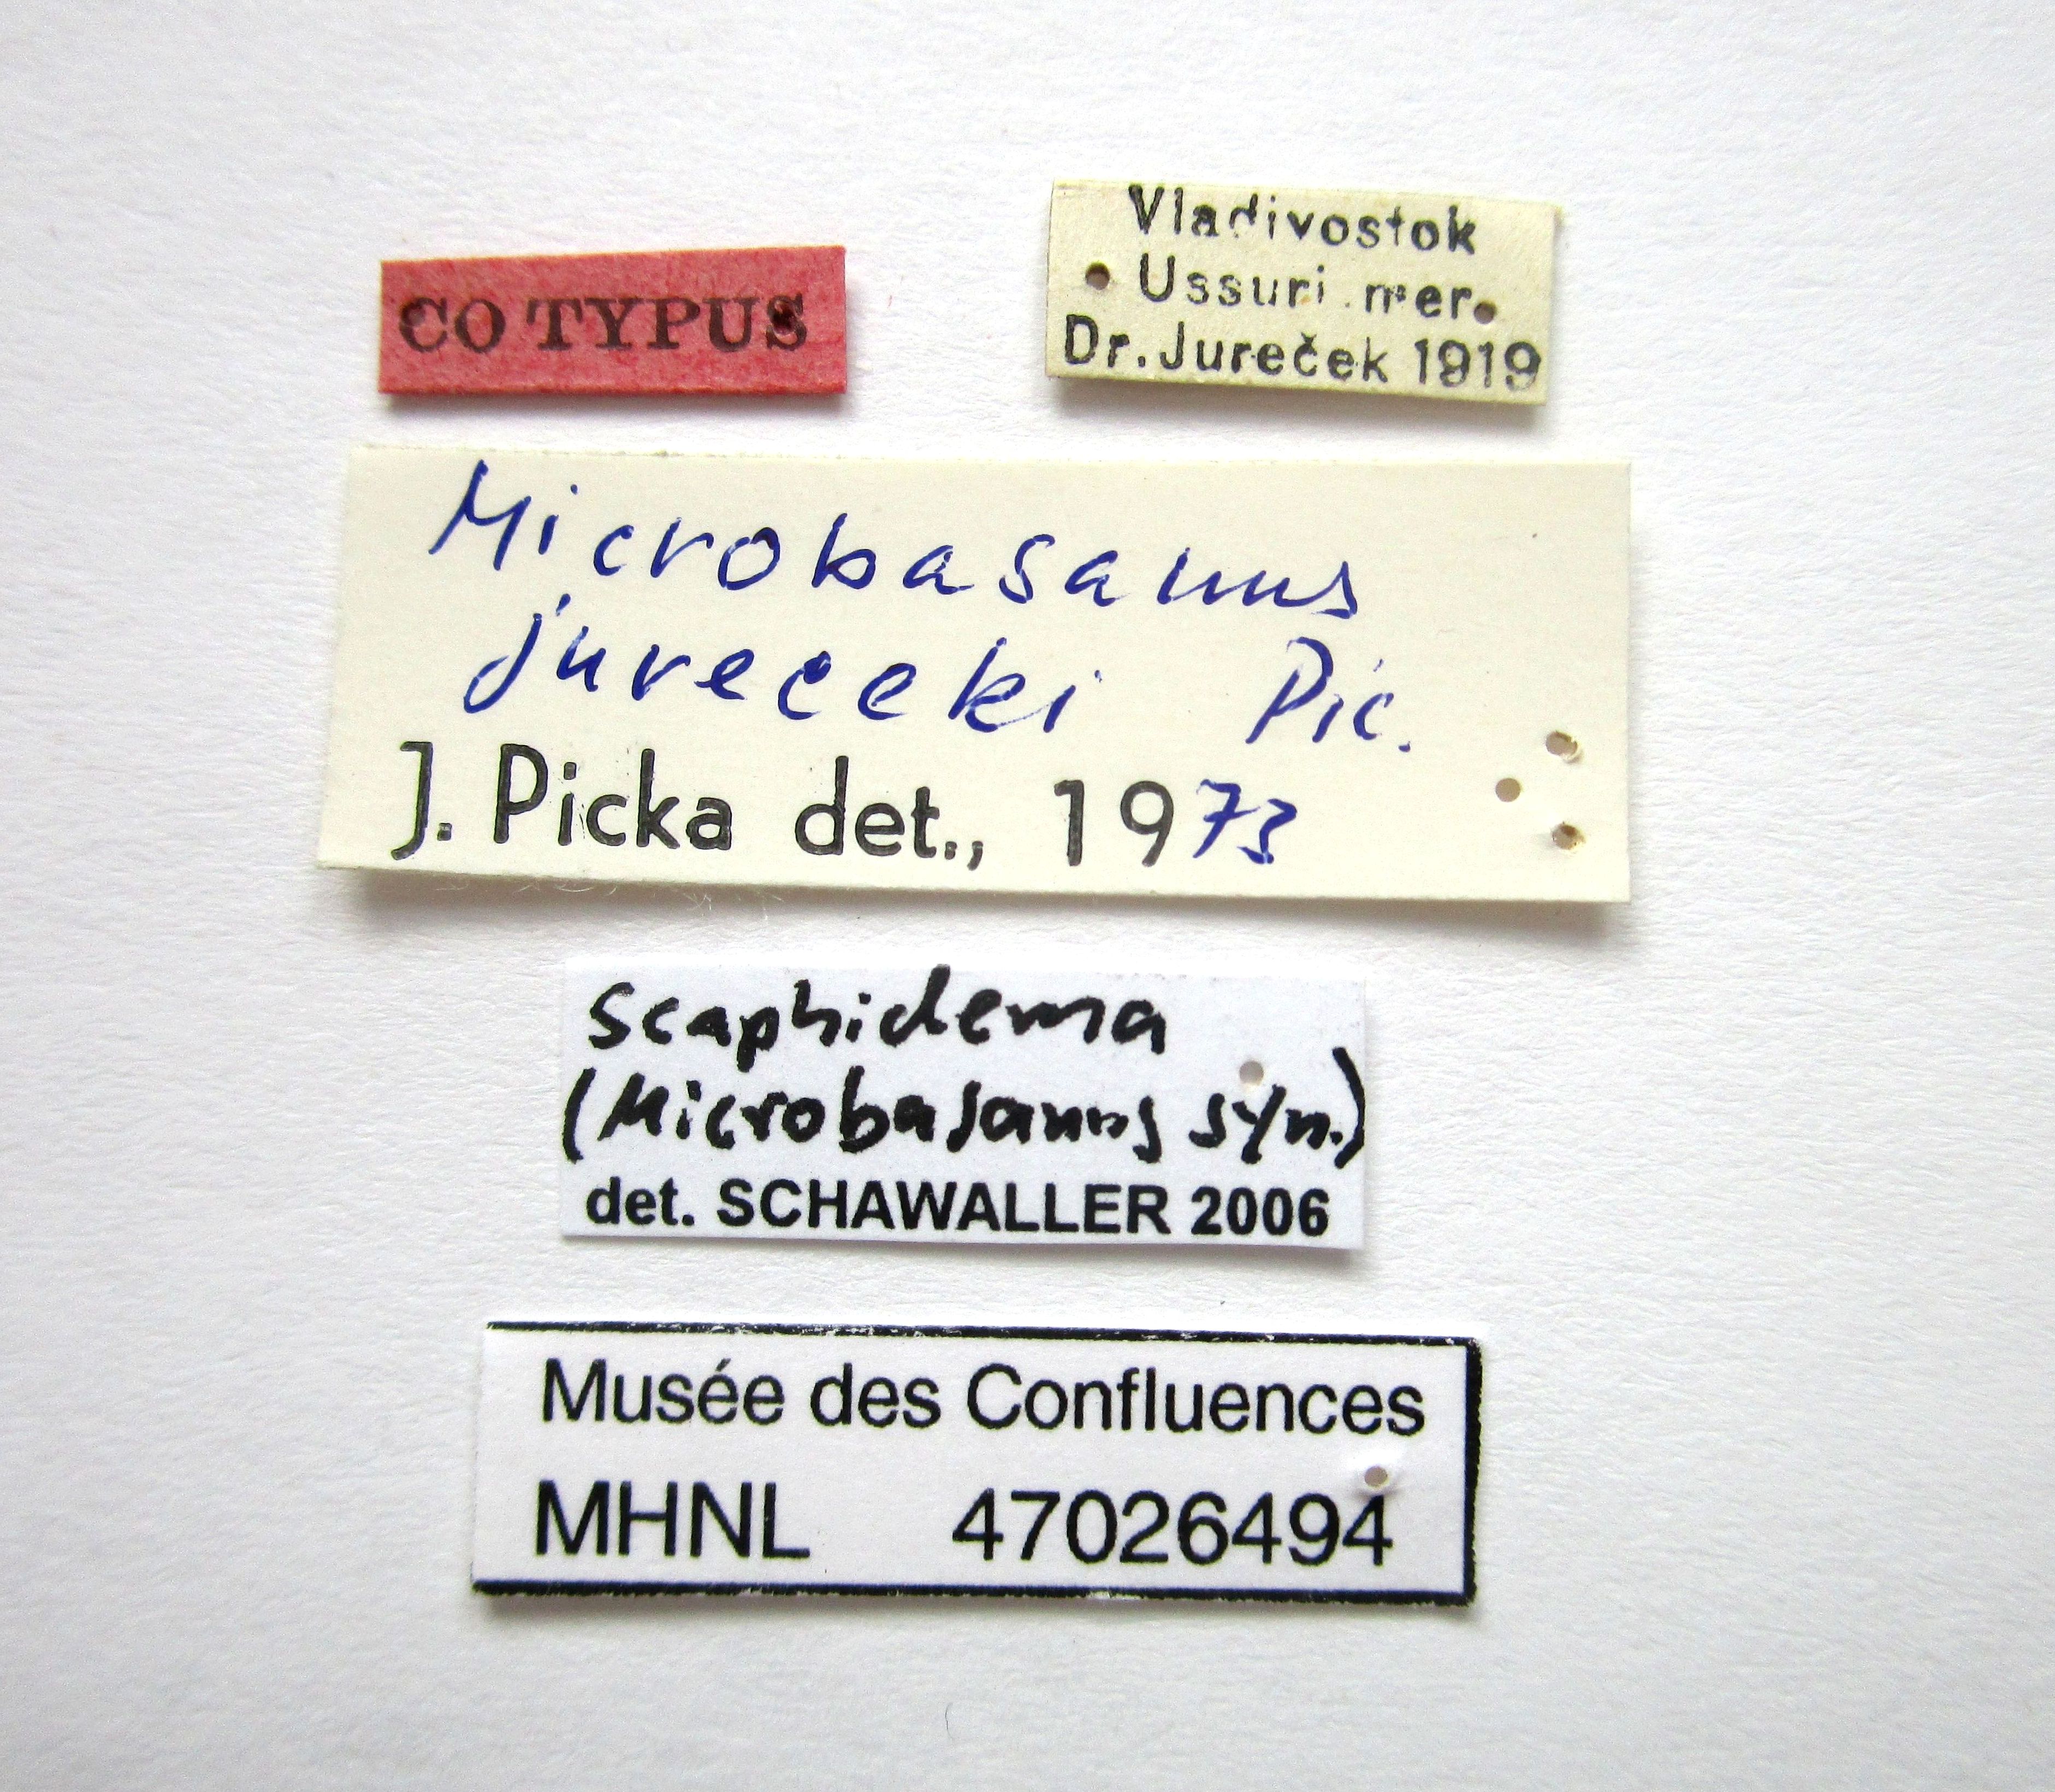 CO TYPUS
Vladivostok
Ussuri mer.
Dr. Jureček 1919
Microbasanus
jureceki Pic.
J. Picka det., 1973
Scaphidema
(Microbasanus syn.)
det. SCHAWALLER 2006
Musée des Confluences
MHNL 47026494